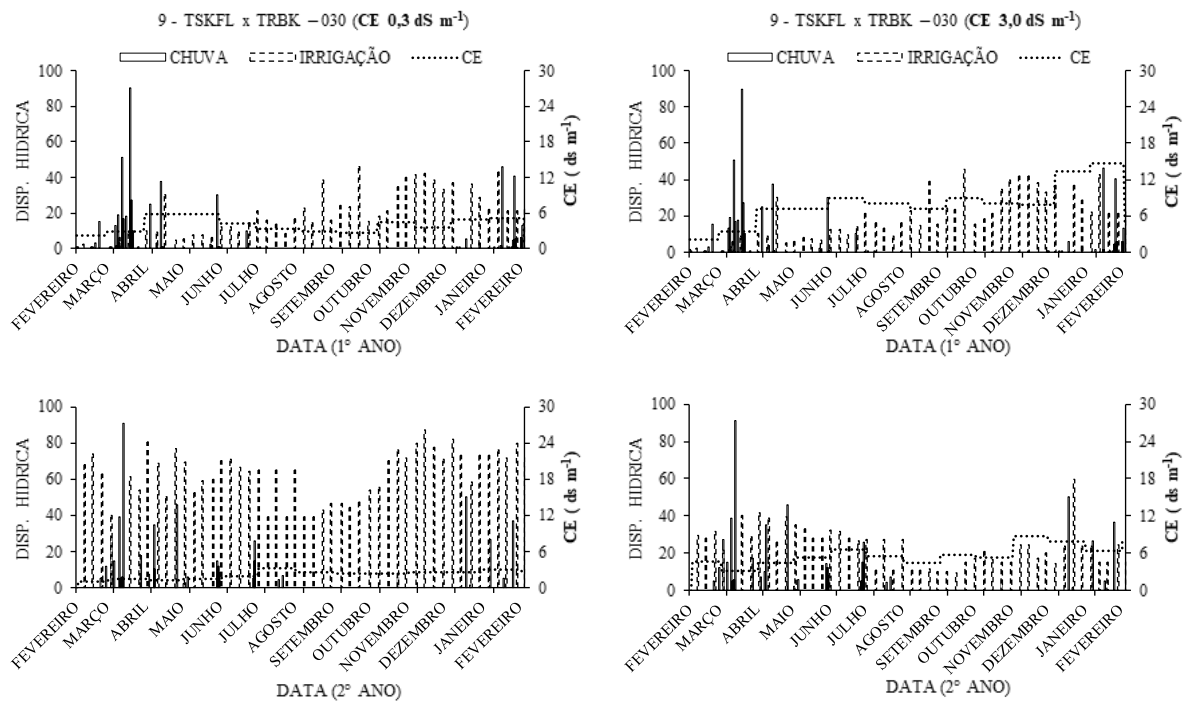 9 - TSKFL x TRBK – 030 (CE 0,3 dS m-1)
CHUVA IRRIGAÇÃO CE
DISP. HIDRICA
100
80
60
40
20
0
30
24
18
12
6
0
CE ( ds m-1)
FEVEREIRO
MARÇO
ABRIL
MAIO
JUNHO
JULHO
AGOSTO
SETEMBRO
OUTUBRO
NOVEMBRO
DEZEMBRO
JANEIRO
FEVEREIRO
DATA (1° ANO)
9 - TSKFL x TRBK – 030 (CE 3,0 dS m-1)
CHUVA IRRIGAÇÃO CE
DISP. HIDRICA
100
80
60
40
20
0
30
24
18
12
6
0
CE ( ds m-1)
FEVEREIRO
MARÇO
ABRIL
MAIO
JUNHO
JULHO
AGOSTO
SETEMBRO
OUTUBRO
NOVEMBRO
DEZEMBRO
JANEIRO
FEVEREIRO
DATA (1° ANO)
DISP. HIDRICA
100
80
60
40
20
0
30
24
18
12
6
0
CE ( ds m-1)
FEVEREIRO
MARÇO
ABRIL
MAIO
JUNHO
JULHO
AGOSTO
SETEMBRO
OUTUBRO
NOVEMBRO
DEZEMBRO
JANEIRO
FEVEREIRO
DATA (2° ANO)
DISP. HIDRICA
100
80
60
40
20
0
30
24
18
12
6
0
CE ( ds m-1)
FEVEREIRO
MARÇO
ABRIL
MAIO
JUNHO
JULHO
AGOSTO
SETEMBRO
OUTUBRO
NOVEMBRO
DEZEMBRO
JANEIRO
FEVEREIRO
DATA (2° ANO)